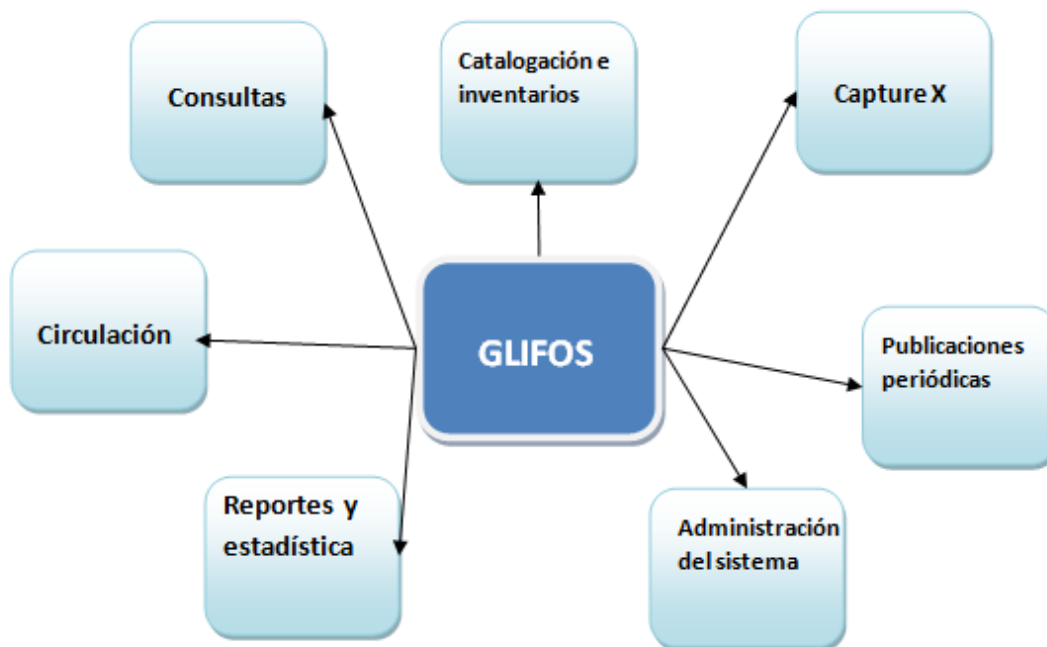 Consultas
Catalogación e
inventarios
Capture X
Circulación
GLIFOS
Publicaciones
periódicas
Reportes y
estadística
Administración
del sistema